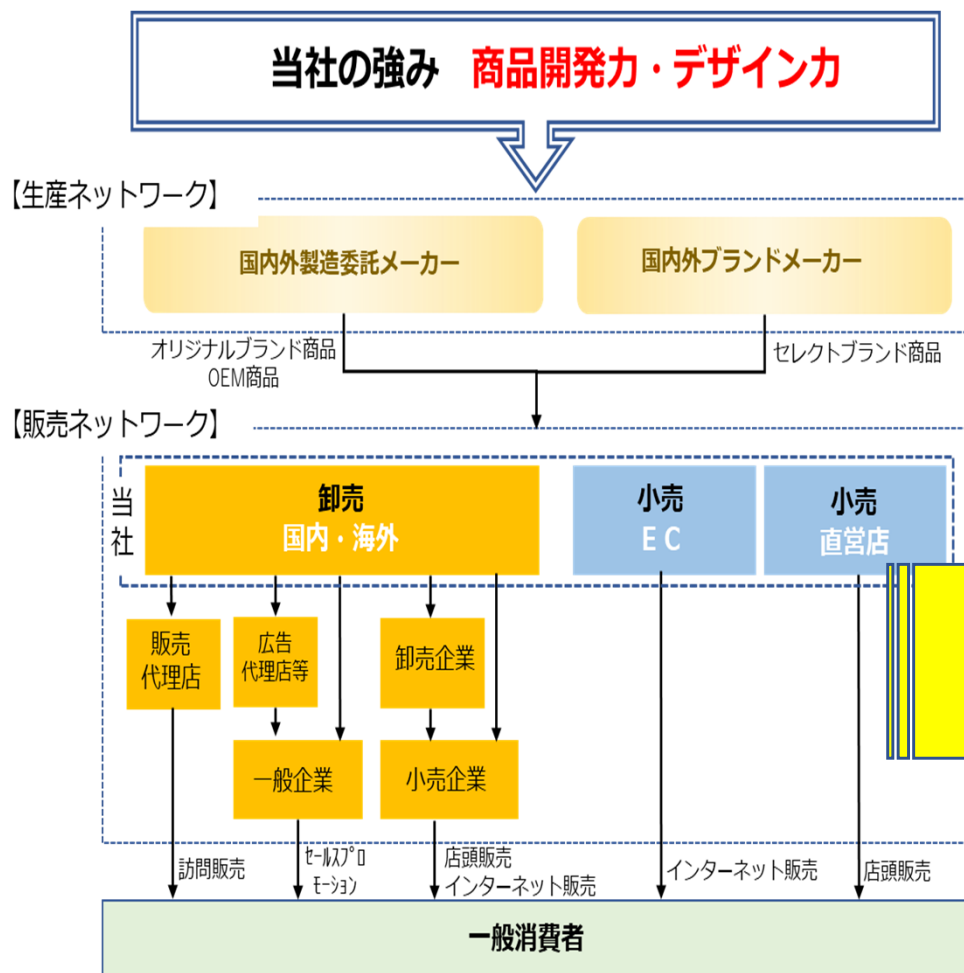 当社の強み 商品開発力・デザイン力
【生産ネットワーク】
国内外製造委託メーカー
国内外ブランドメーカー
オリジナルブランド商品
OEM商品
セレクトブランド商品
【販売ネットワーク】
当
社
卸売
国内・海外
小売
ＥＣ
小売
直営店
販売
代理店
広告
代理店等
卸売企業
一般企業
小売企業
訪問販売
ｾｰﾙｽﾌﾟﾛ
ﾓｰｼｮﾝ
店頭販売
インターネット販売
インターネット販売
店頭販売
一般消費者